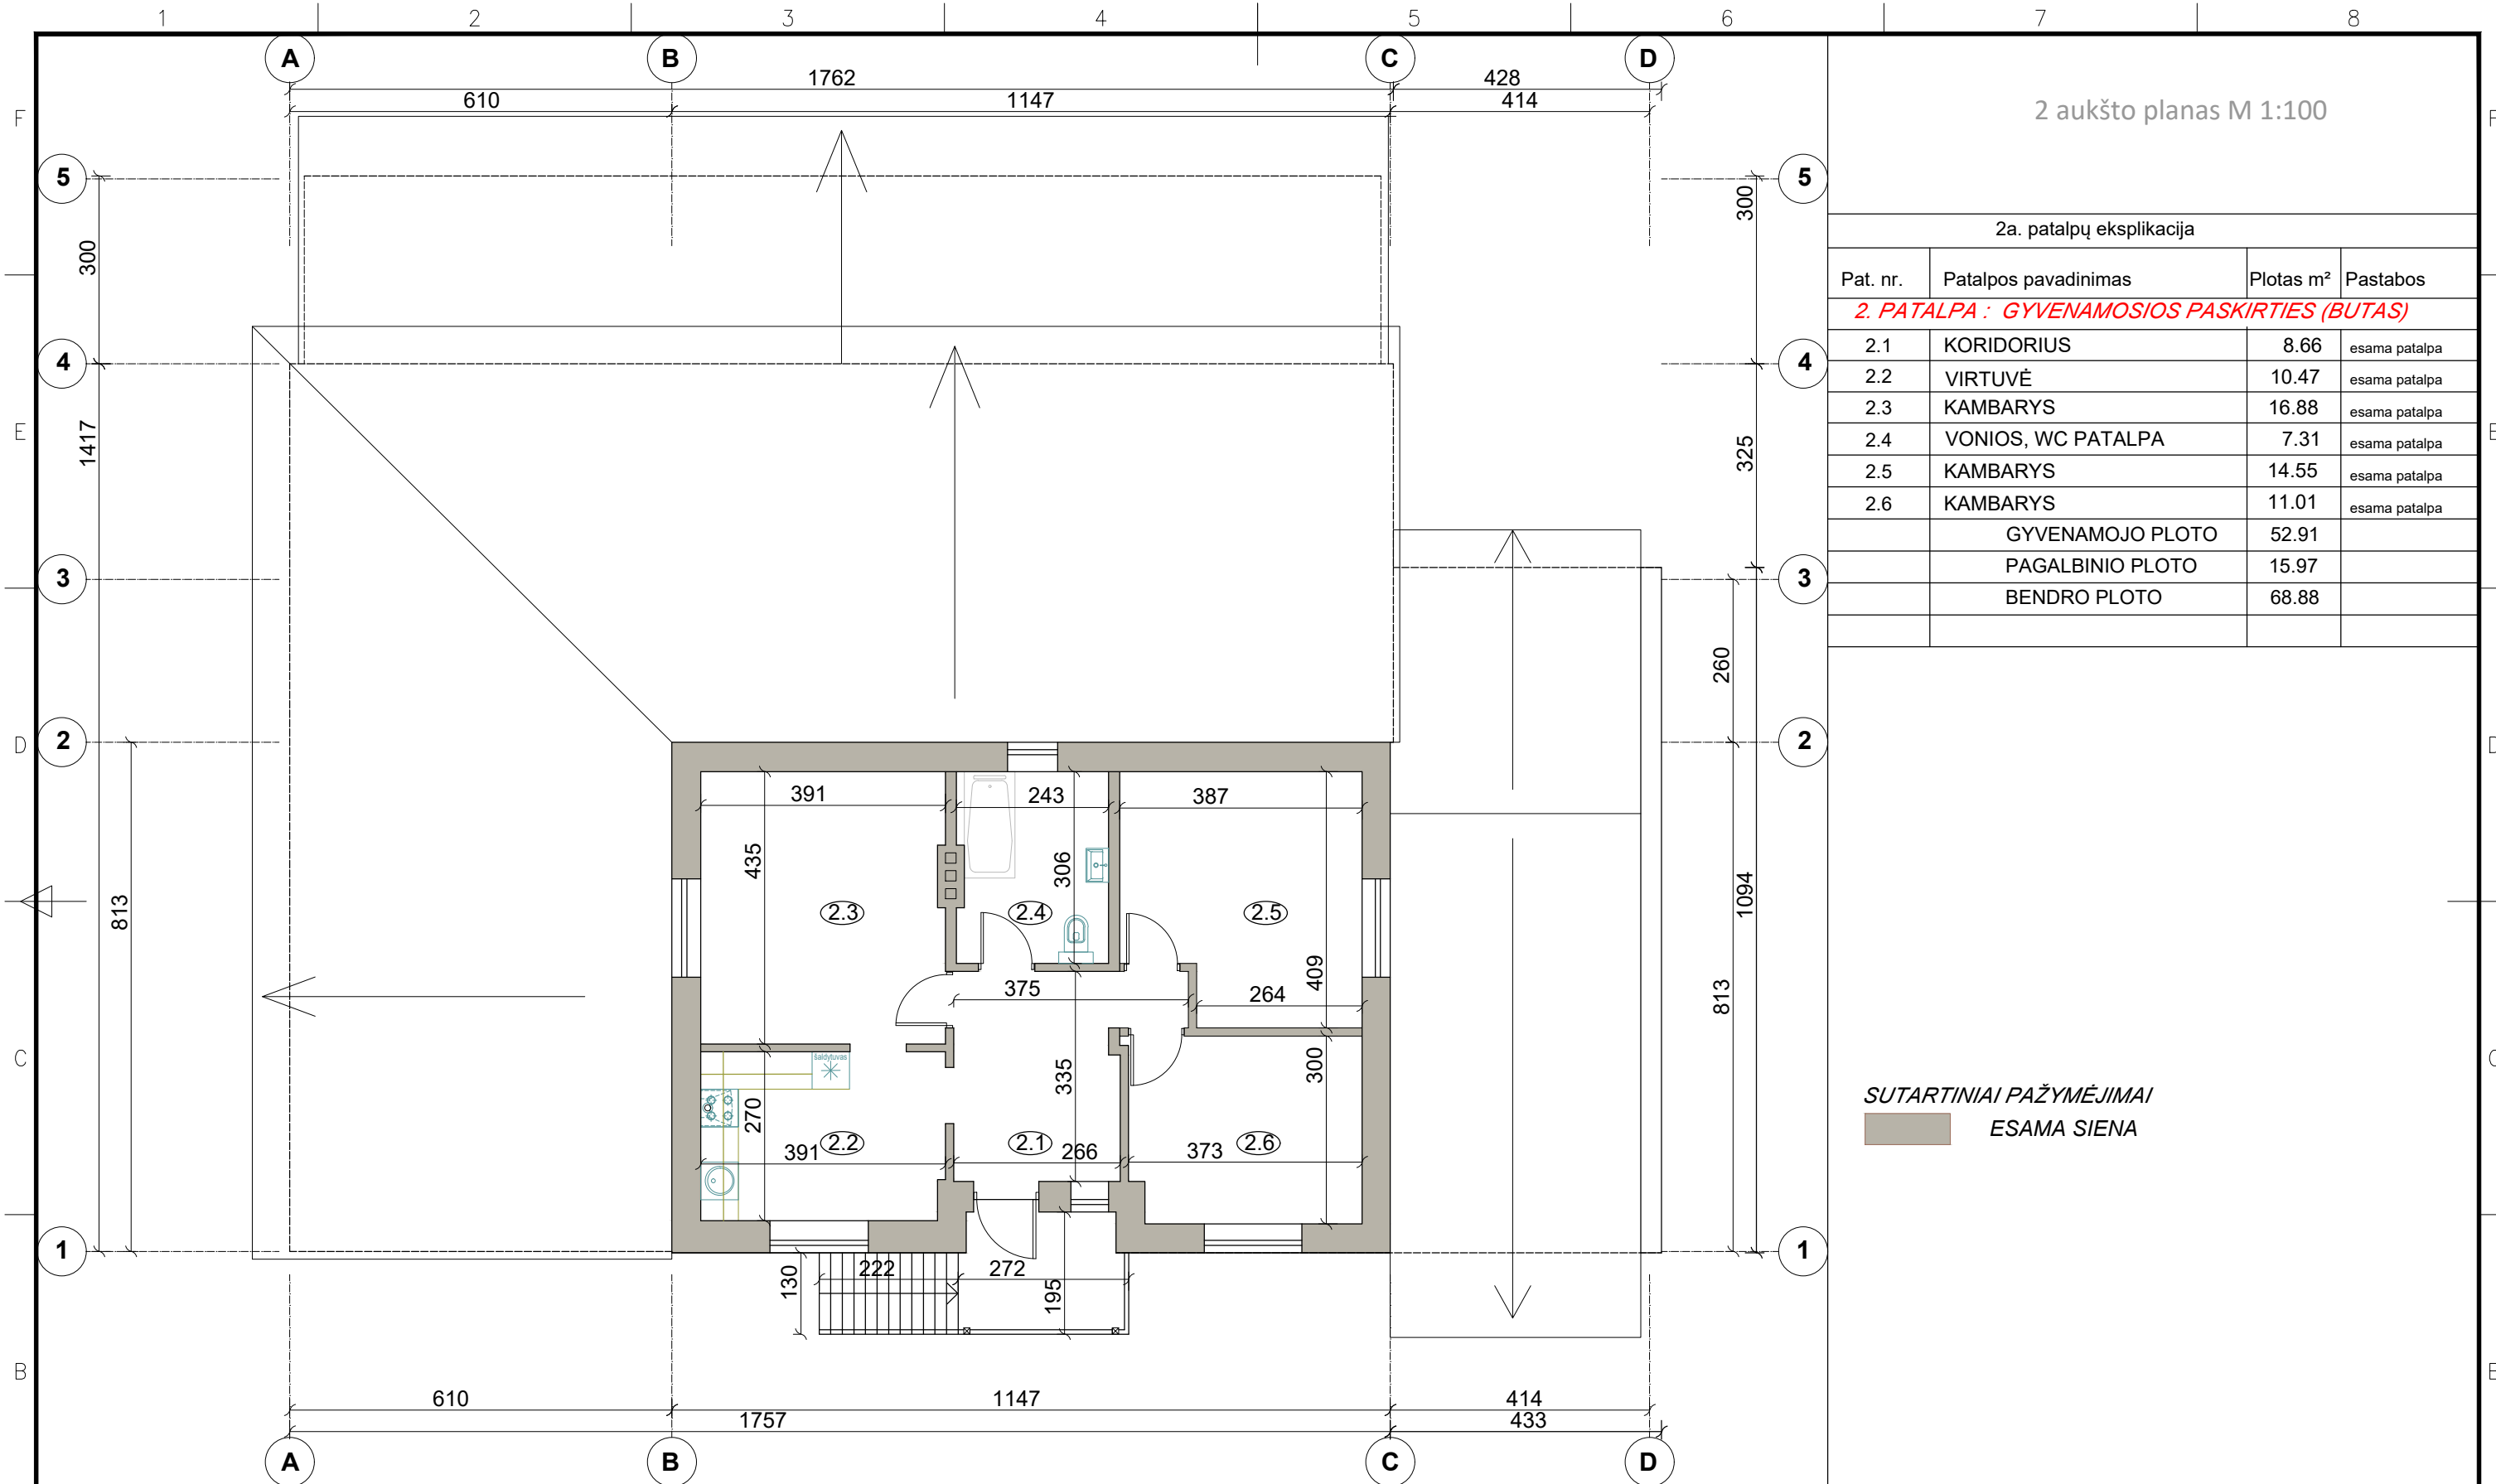 1 2 3 4 5 6 7 8
A B C D
1762 428
610 1147 414
F
2 aukšto planas M 1:100
5 5
300 300
2a. patalpų eksplikacija
Pat. nr. Patalpos pavadinimas Plotas m² Pastabos
2. PATALPA : GYVENAMOSIOS PASKIRTIES (BUTAS)
2.1 KORIDORIUS 8.66 esama patalpa
2.2 VIRTUVĖ 10.47 esama patalpa
2.3 KAMBARYS 16.88 esama patalpa
2.4 VONIOS, WC PATALPA 7.31 esama patalpa
2.5 KAMBARYS 14.55 esama patalpa
2.6 KAMBARYS 11.01 esama patalpa
GYVENAMOJO PLOTO 52.91
PAGALBINIO PLOTO 15.97
BENDRO PLOTO 68.88
4 4
E
1417 325
3 3
260
D
2 2
391 243 387
435 306
813 1094
2.3 2.4 2.5
409
375 264
813
C
šaldytuvas
335 300
270
2.2 2.1 2.6
391 266 373
SUTARTINIAI PAŽYMĖJIMAI
ESAMA SIENA
1 1
130 222 272 195
B
610 1147 414
1757 433
A B C D